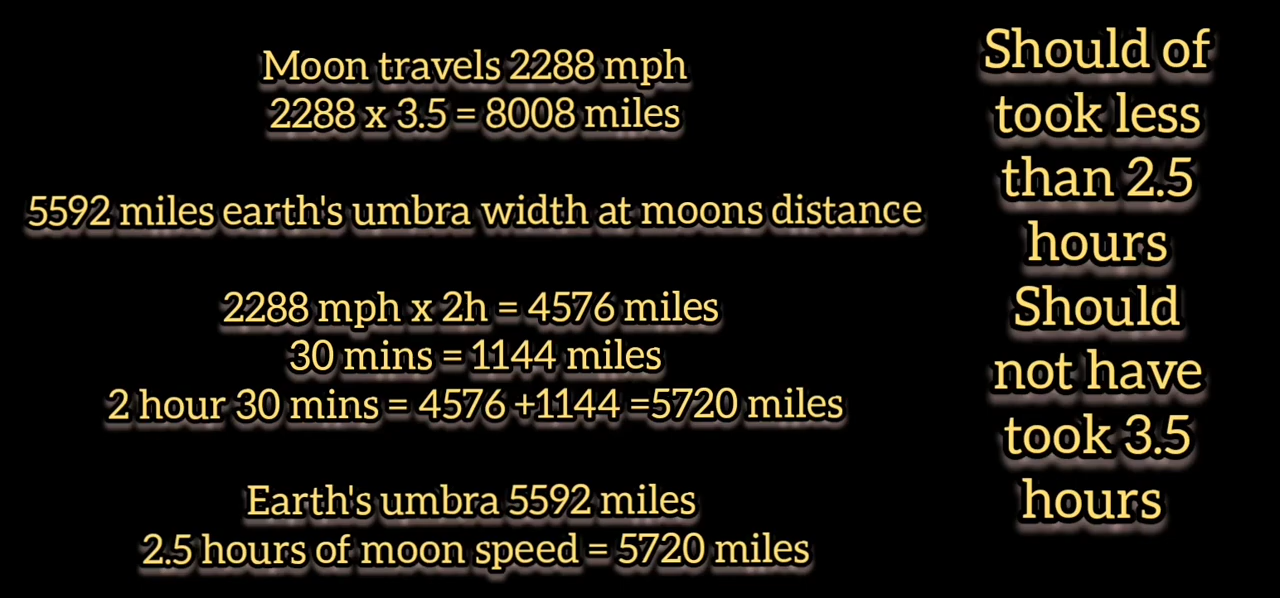 Moon travels 2288 mph
2288 x 3.5 = 8008 miles
5592 miles earth's umbra width at moons distance
2288 mph x 2h = 4576 miles
30 mins = 1144 miles
2 hour 30 mins = 4576 +1144 =5720 miles
Earth's umbra 5592 miles
2.5 hours of moon speed = 5720 miles
Should of
took less
than 2.5
hours
Should
not have
took 3.5
hours